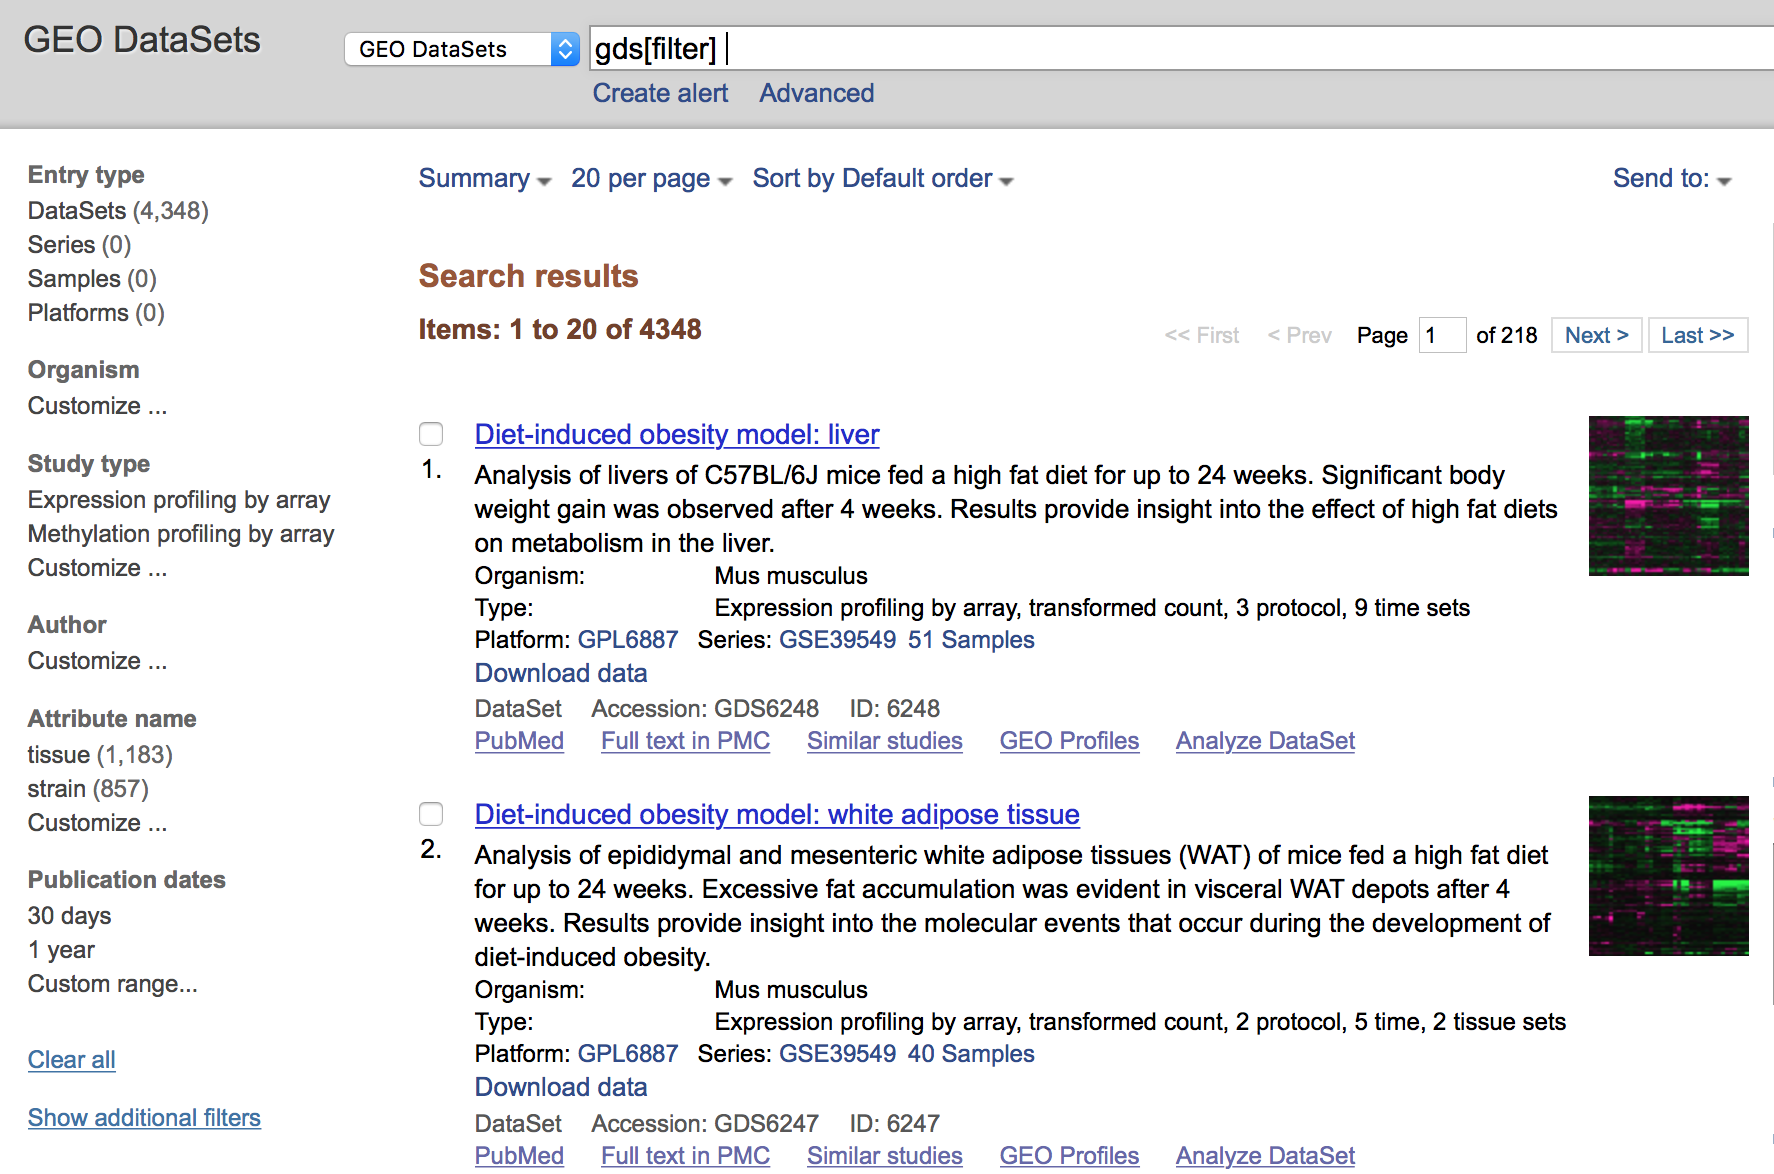 GEO DataSets
GEO DataSets
gds[filter]
Create alert Advanced
Entry type
DataSets (4,348)
Series (0)
Samples (0)
Platforms (0)
Organism
Customize ...
Study type
Expression profiling by array
Methylation profiling by array
Customize ...
Author
Customize ...
Attribute name
tissue (1,183)
strain (857)
Customize ...
Publication dates
30 days
1 year
Custom range...
Clear all
Show additional filters
Summary 20 per page Sort by Default order Send to:
Search results
Items: 1 to 20 of 4348
<< First < Prev Page 1 of 218 Next > Last >>
Diet-induced obesity model: liver
1.
Analysis of livers of C57BL/6J mice fed a high fat diet for up to 24 weeks. Significant body
weight gain was observed after 4 weeks. Results provide insight into the effect of high fat diets
on metabolism in the liver.
Organism: Mus musculus
Type: Expression profiling by array, transformed count, 3 protocol, 9 time sets
Platform: GPL6887 Series: GSE39549 51 Samples
Download data
DataSet Accession: GDS6248 ID: 6248
PubMed Full text in PMC Similar studies GEO Profiles Analyze DataSet
Diet-induced obesity model: white adipose tissue
2.
Analysis of epididymal and mesenteric white adipose tissues (WAT) of mice fed a high fat diet
for up to 24 weeks. Excessive fat accumulation was evident in visceral WAT depots after 4
weeks. Results provide insight into the molecular events that occur during the development of
diet-induced obesity.
Organism: Mus musculus
Type: Expression profiling by array, transformed count, 2 protocol, 5 time, 2 tissue sets
Platform: GPL6887 Series: GSE39549 40 Samples
Download data
DataSet Accession: GDS6247 ID: 6247
PubMed Full text in PMC Similar studies GEO Profiles Analyze DataSet